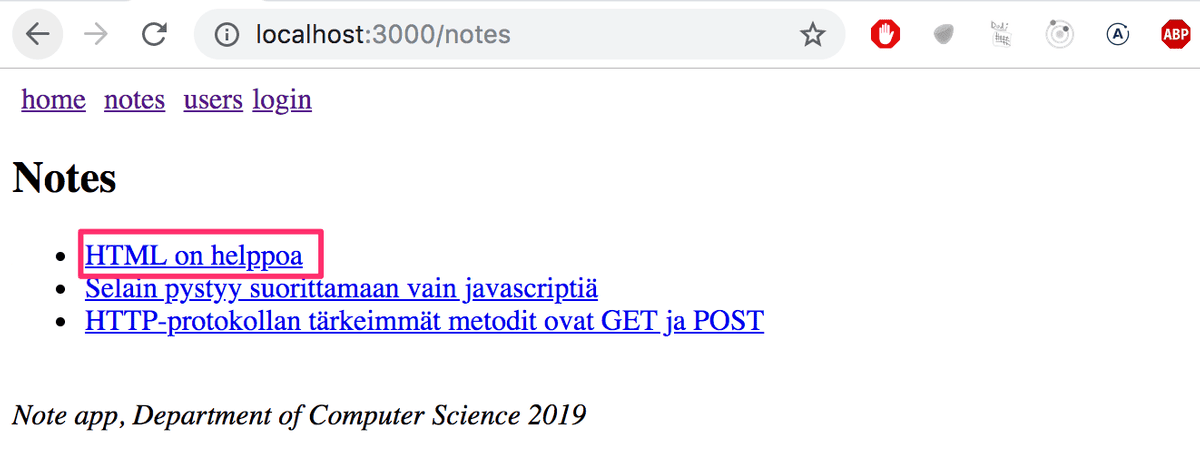 localhost:3000/notes
ABP
home notes users login
Notes
HTML on helppoa
Selain pystyy suorittamaan vain javascriptiä
HTTP-protokollan tärkeimmät metodit ovat GET ja POST
Note app, Department of Computer Science 2019